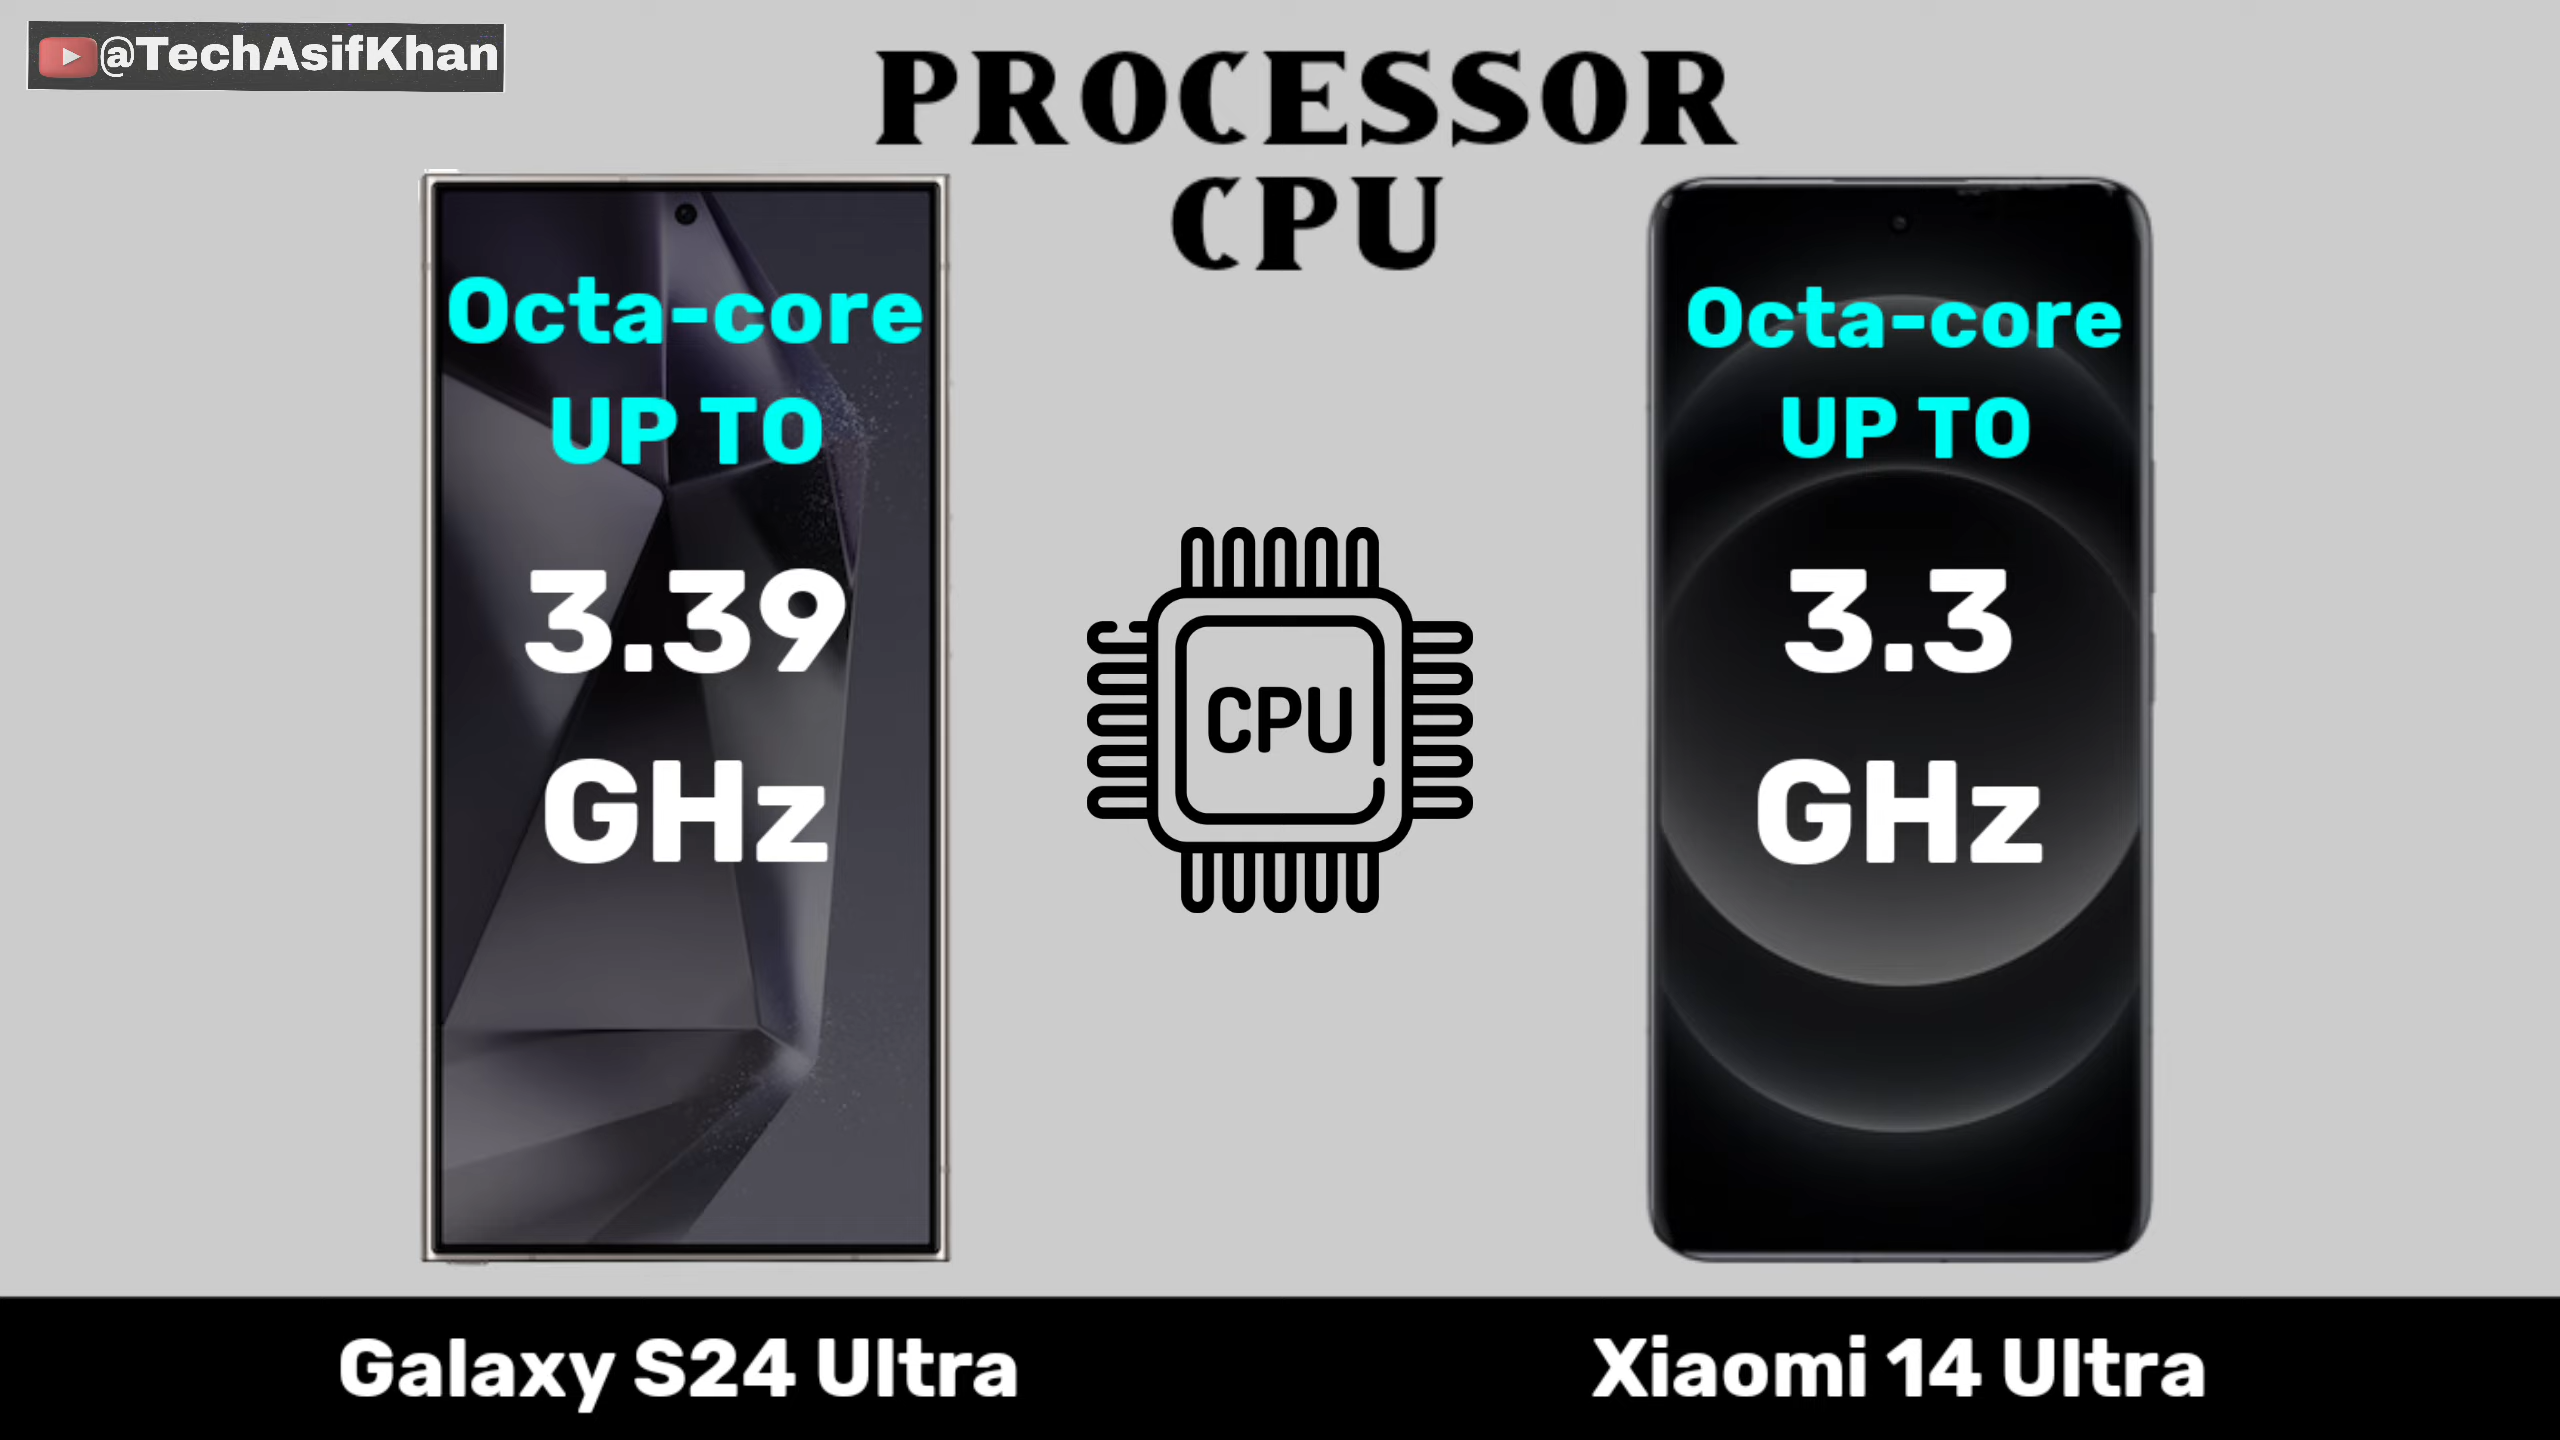 @TechAsifKhan
PROCESSOR
CPU
Octa-core
UP TO
3.39
GHz
CPU
Octa-core
UP TO
3.3
GHz
Galaxy S24 Ultra
Xiaomi 14 Ultra